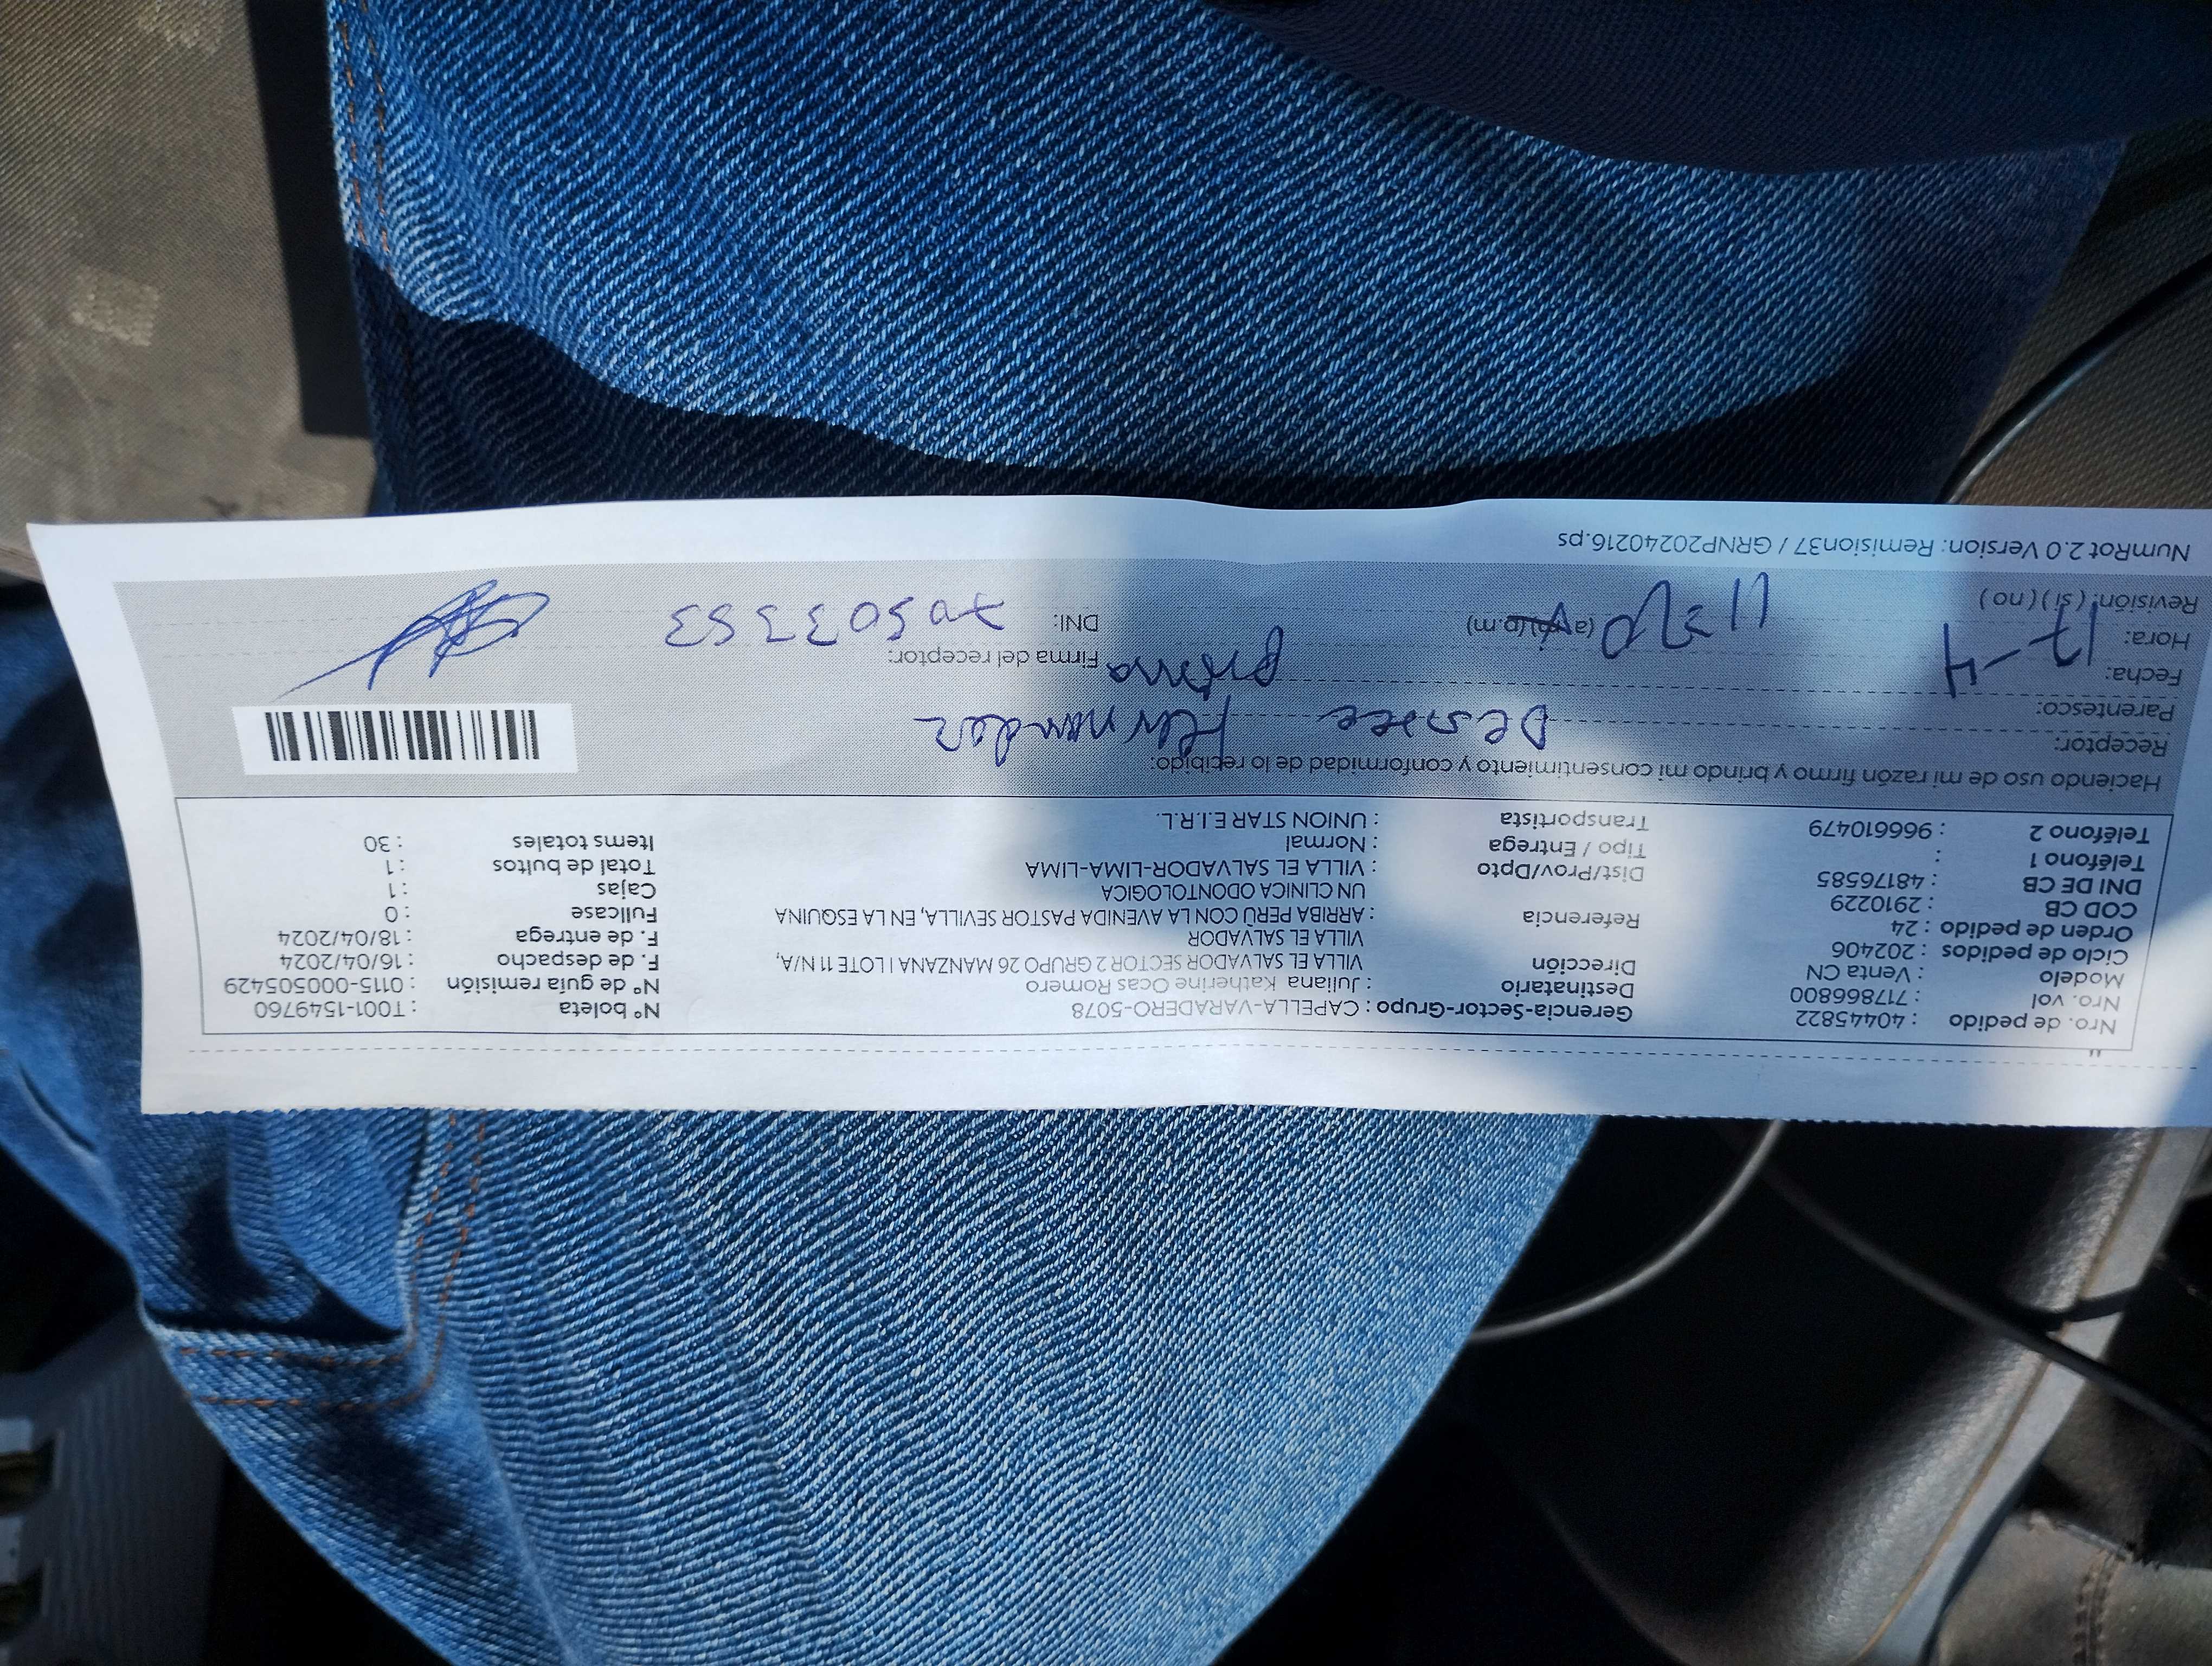 Nro. de pedido : 40445822 Gerencia-Sector-Grupo : CAPELLA-VARADERO-5078 N° boleta : T001-1549760
Nro. vol : 717866800 Destinatario : Juliana Katherine Ocas Romero N° de guía remisión : 0115-000505429
Modelo : Venta CN Dirección VILLA EL SALVADOR SECTOR 2 GRUPO 26 MANZANA I LOTE 11 N/A, F. de despacho : 16/04/2024
Ciclo de pedidos : 202406 VILLA EL SALVADOR F. de entrega : 18/04/2024
Orden de pedido : 24 Referencia : ARRIBA PERÚ CON LA AVENIDA PASTOR SEVILLA, EN LA ESQUINA Fullcase : 0
COD CB : 2910229 UN CLINICA ODONTOLOGICA Cajas : 1
DNI DE CB : 48176585 Dist/Prov/Dpto : VILLA EL SALVADOR-LIMA-LIMA Total de bultos : 1
Teléfono 1 : Tipo / Entrega : Normal Items totales : 30
Teléfono 2 : 966610479 Transportista : UNION STAR E.I.R.L.
Haciendo uso de mi razón firmo y brindo mi consentimiento y conformidad de lo recibido:
Receptor: Hernandez
Parentesco: prima
Fecha: 17-4 Firma del receptor:
Hora: (a.m)(p.m) DNI: 70503353
Revisión: (si) (no)
NumRot 2.0 Version: Remision37 / GRNP20240216.ps